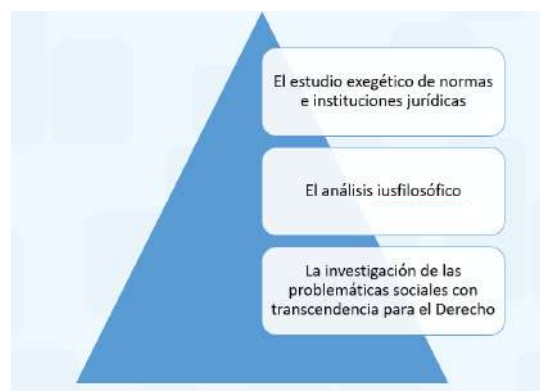 El estudio exegético de normas
e instituciones jurídicas
El análisis iusfilosófico
La investigación de las
problemáticas sociales con
transcendencia para el Derecho